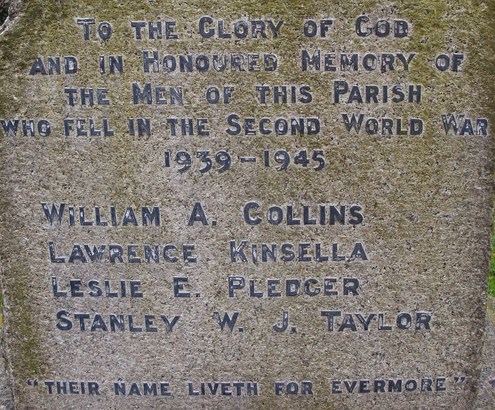 To the Glory of God
and in Honoured Memory of
the Men of this Parish
who fell in the Second World War
1939-1945
William A. Collins
Lawrence Kinsella
Leslie E. Pledger
Stanley W. J. Taylor
"Their name liveth for evermore"